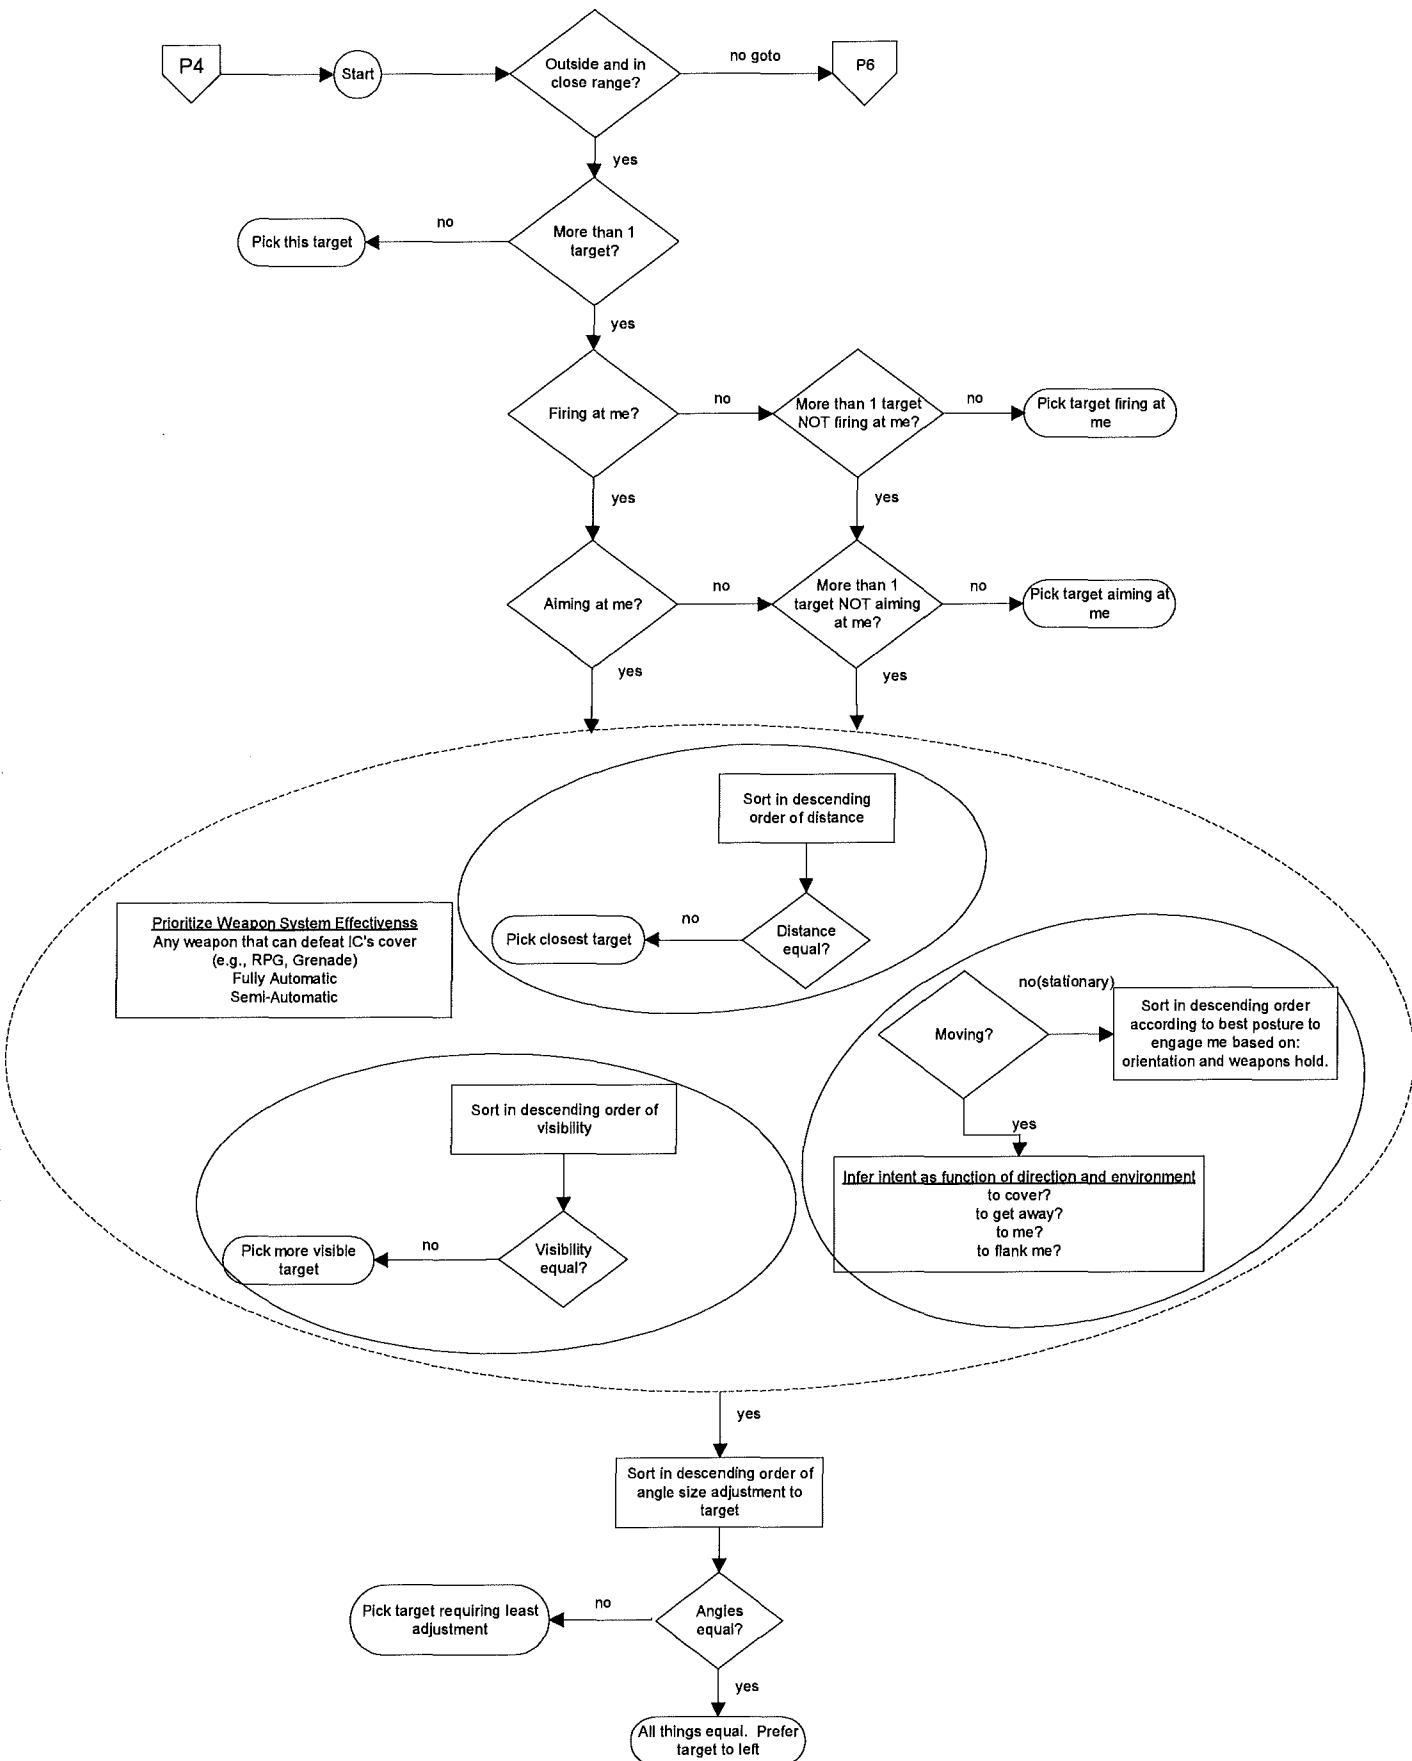 P4
Start
Outside and in
close range?
no goto
P6
yes
More than 1
target?
no
Pick this target
yes
Firing at me?
no
More than 1 target
NOT firing at me?
no
Pick target firing at
me
yes
yes
Aiming at me?
no
More than 1
target NOT aiming
at me?
no
Pick target aiming at
me
yes
yes
Sort in descending
order of distance
Distance
equal?
no
Pick closest target
Prioritize Weapon System Effectivenss
Any weapon that can defeat IC's cover
(e.g., RPG, Grenade)
Fully Automatic
Semi-Automatic
Moving?
no(stationary)
Sort in descending order
according to best posture to
engage me based on:
orientation and weapons hold.
yes
Infer intent as function of direction and environment
to cover?
to get away?
to me?
to flank me?
Sort in descending order of
visibility
Visibility
equal?
no
Pick more visible
target
yes
Sort in descending order of
angle size adjustment to
target
Angles
equal?
no
Pick target requiring least
adjustment
yes
All things equal. Prefer
target to left